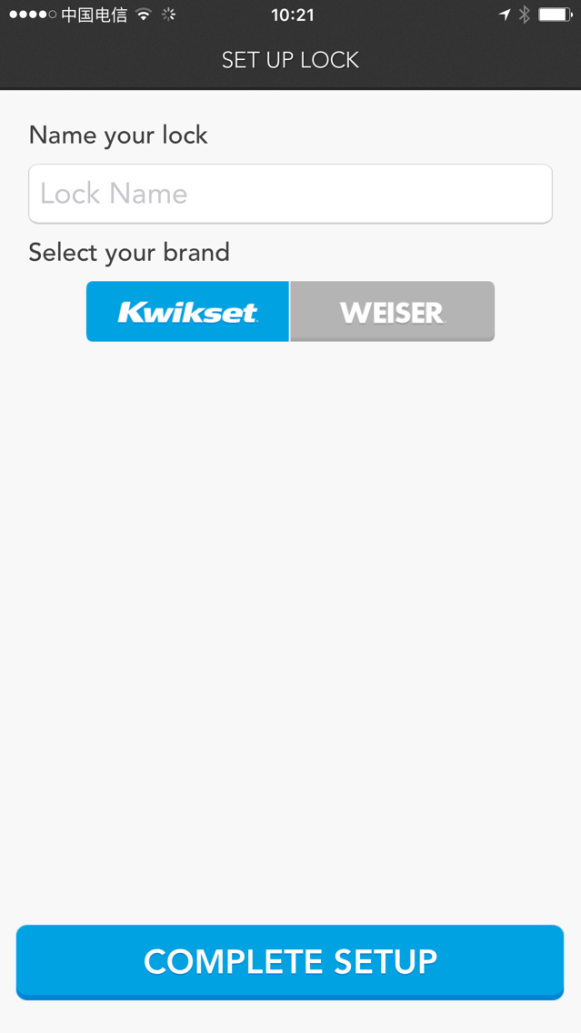 中国电信 10:21
SET UP LOCK
Name your lock
Lock Name
Select your brand
Kwikset WEISER
COMPLETE SETUP